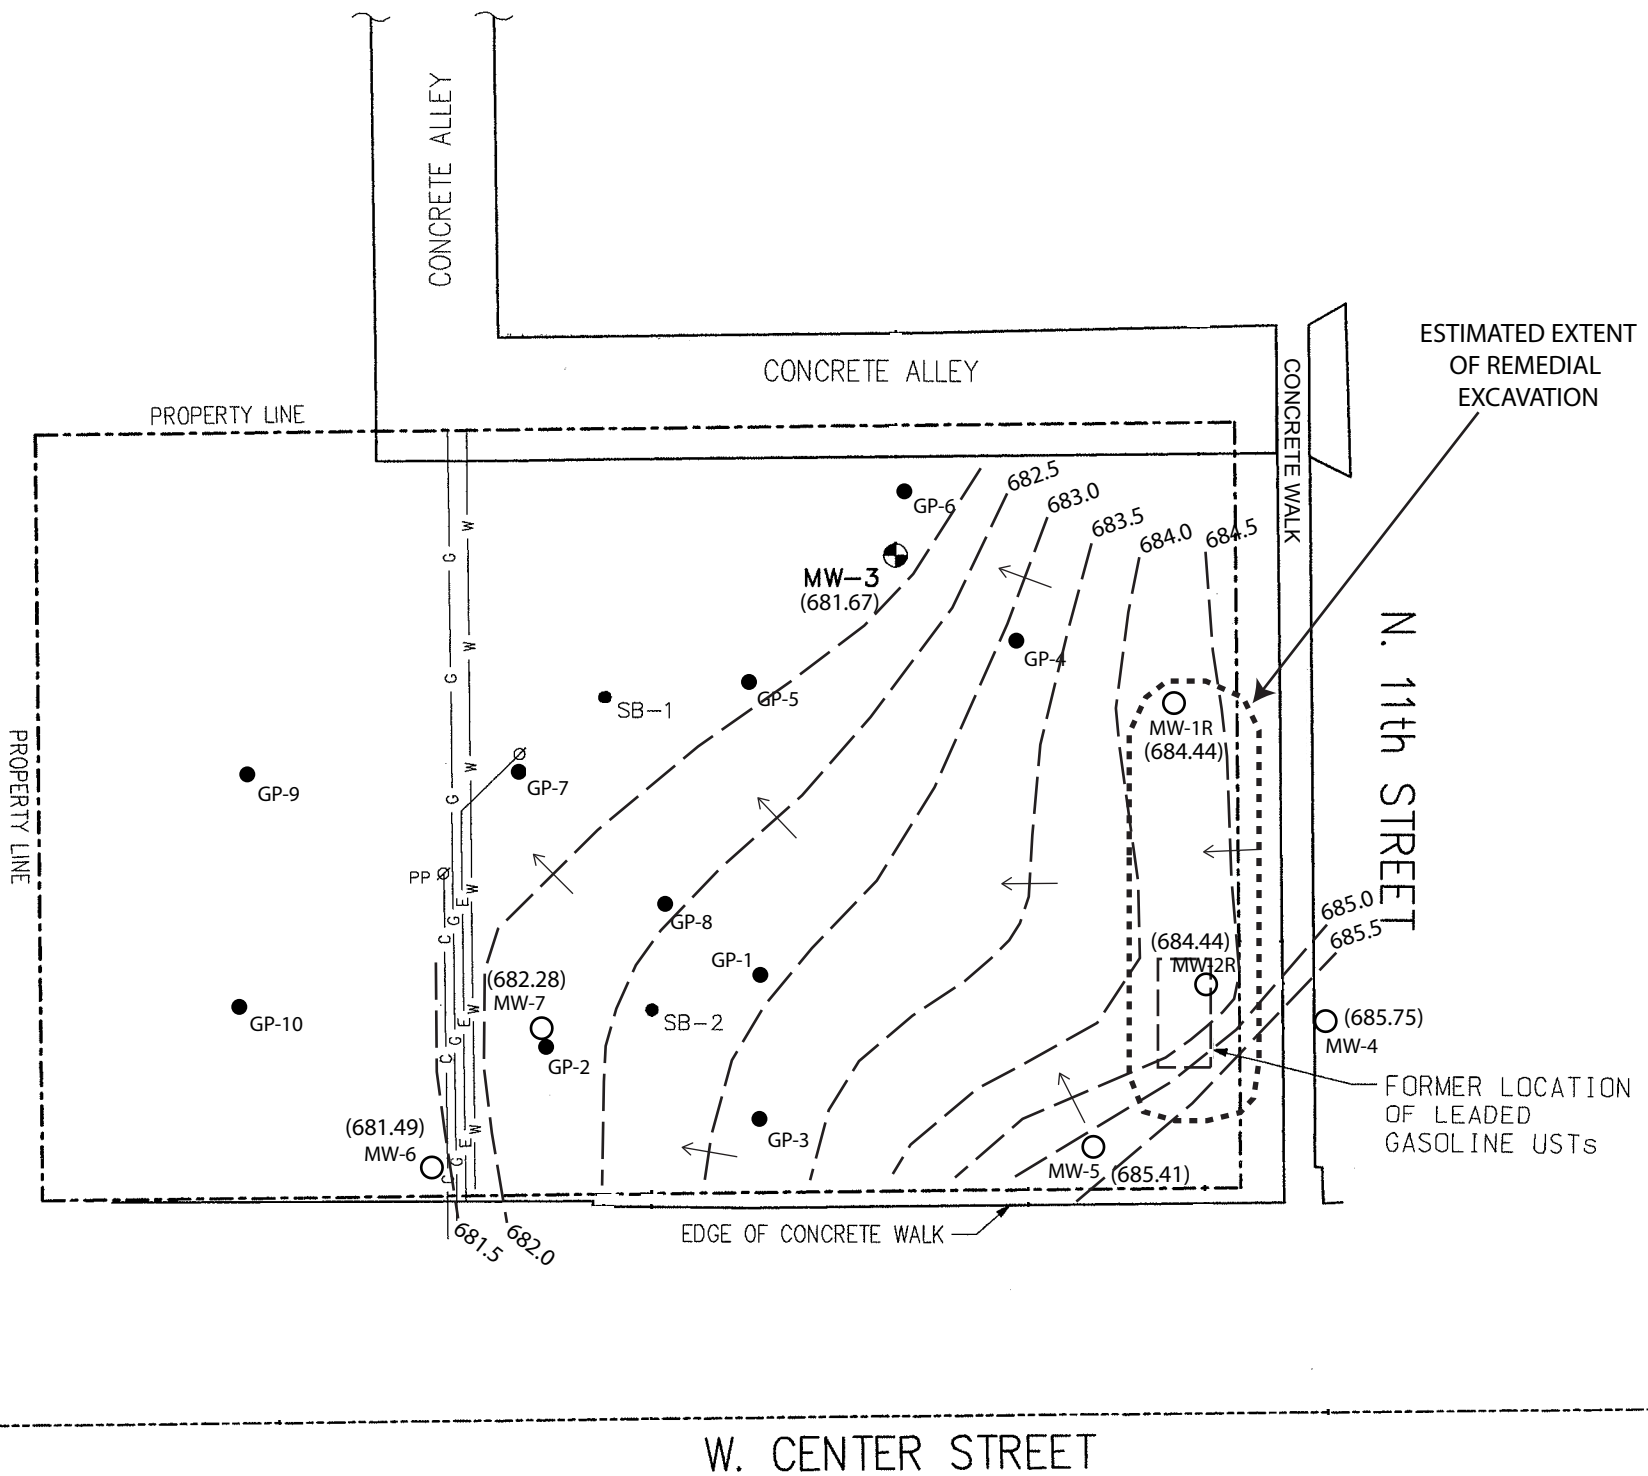 CONCRETE ALLEY
ESTIMATED EXTENT
OF REMEDIAL
EXCAVATION
CONCRETE ALLEY
CONCRETE WALK
PROPERTY LINE
682.5
683.0
683.5
684.0
684.5
GP-6
MW-3
(681.67)
G
W
N. 11th STREET
GP-4
W
G
GP-5
SB-1
MW-1R
(684.44)
PROPERTY LINE
W
G
GP-7
GP-9
PP
W
E
G
C
GP-8
685.0
685.5
(684.44)
MW-2R
GP-1
(682.28)
MW-7
GP-10
SB-2
W
E
G
C
(685.75)
MW-4
GP-2
FORMER LOCATION
OF LEADED
GASOLINE USTs
GP-3
(681.49)
MW-6
W
E
G
C
MW-5 (685.41)
681.5
682.0
EDGE OF CONCRETE WALK
W. CENTER STREET